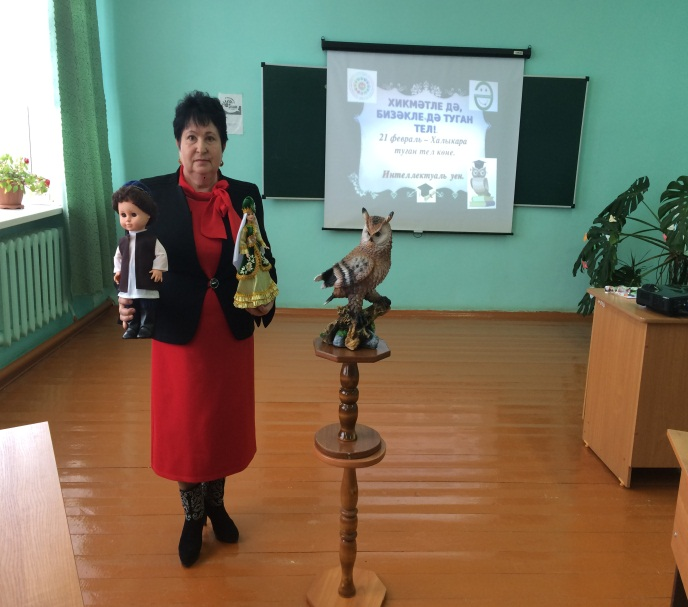 ХИКМӘТЛЕ ДӘ,
БИЗӘКЛЕ ДӘ ТУГАН
ТЕЛ!
21 февраль – Халыкара
туган тел көне.
Интеллектуаль уен.